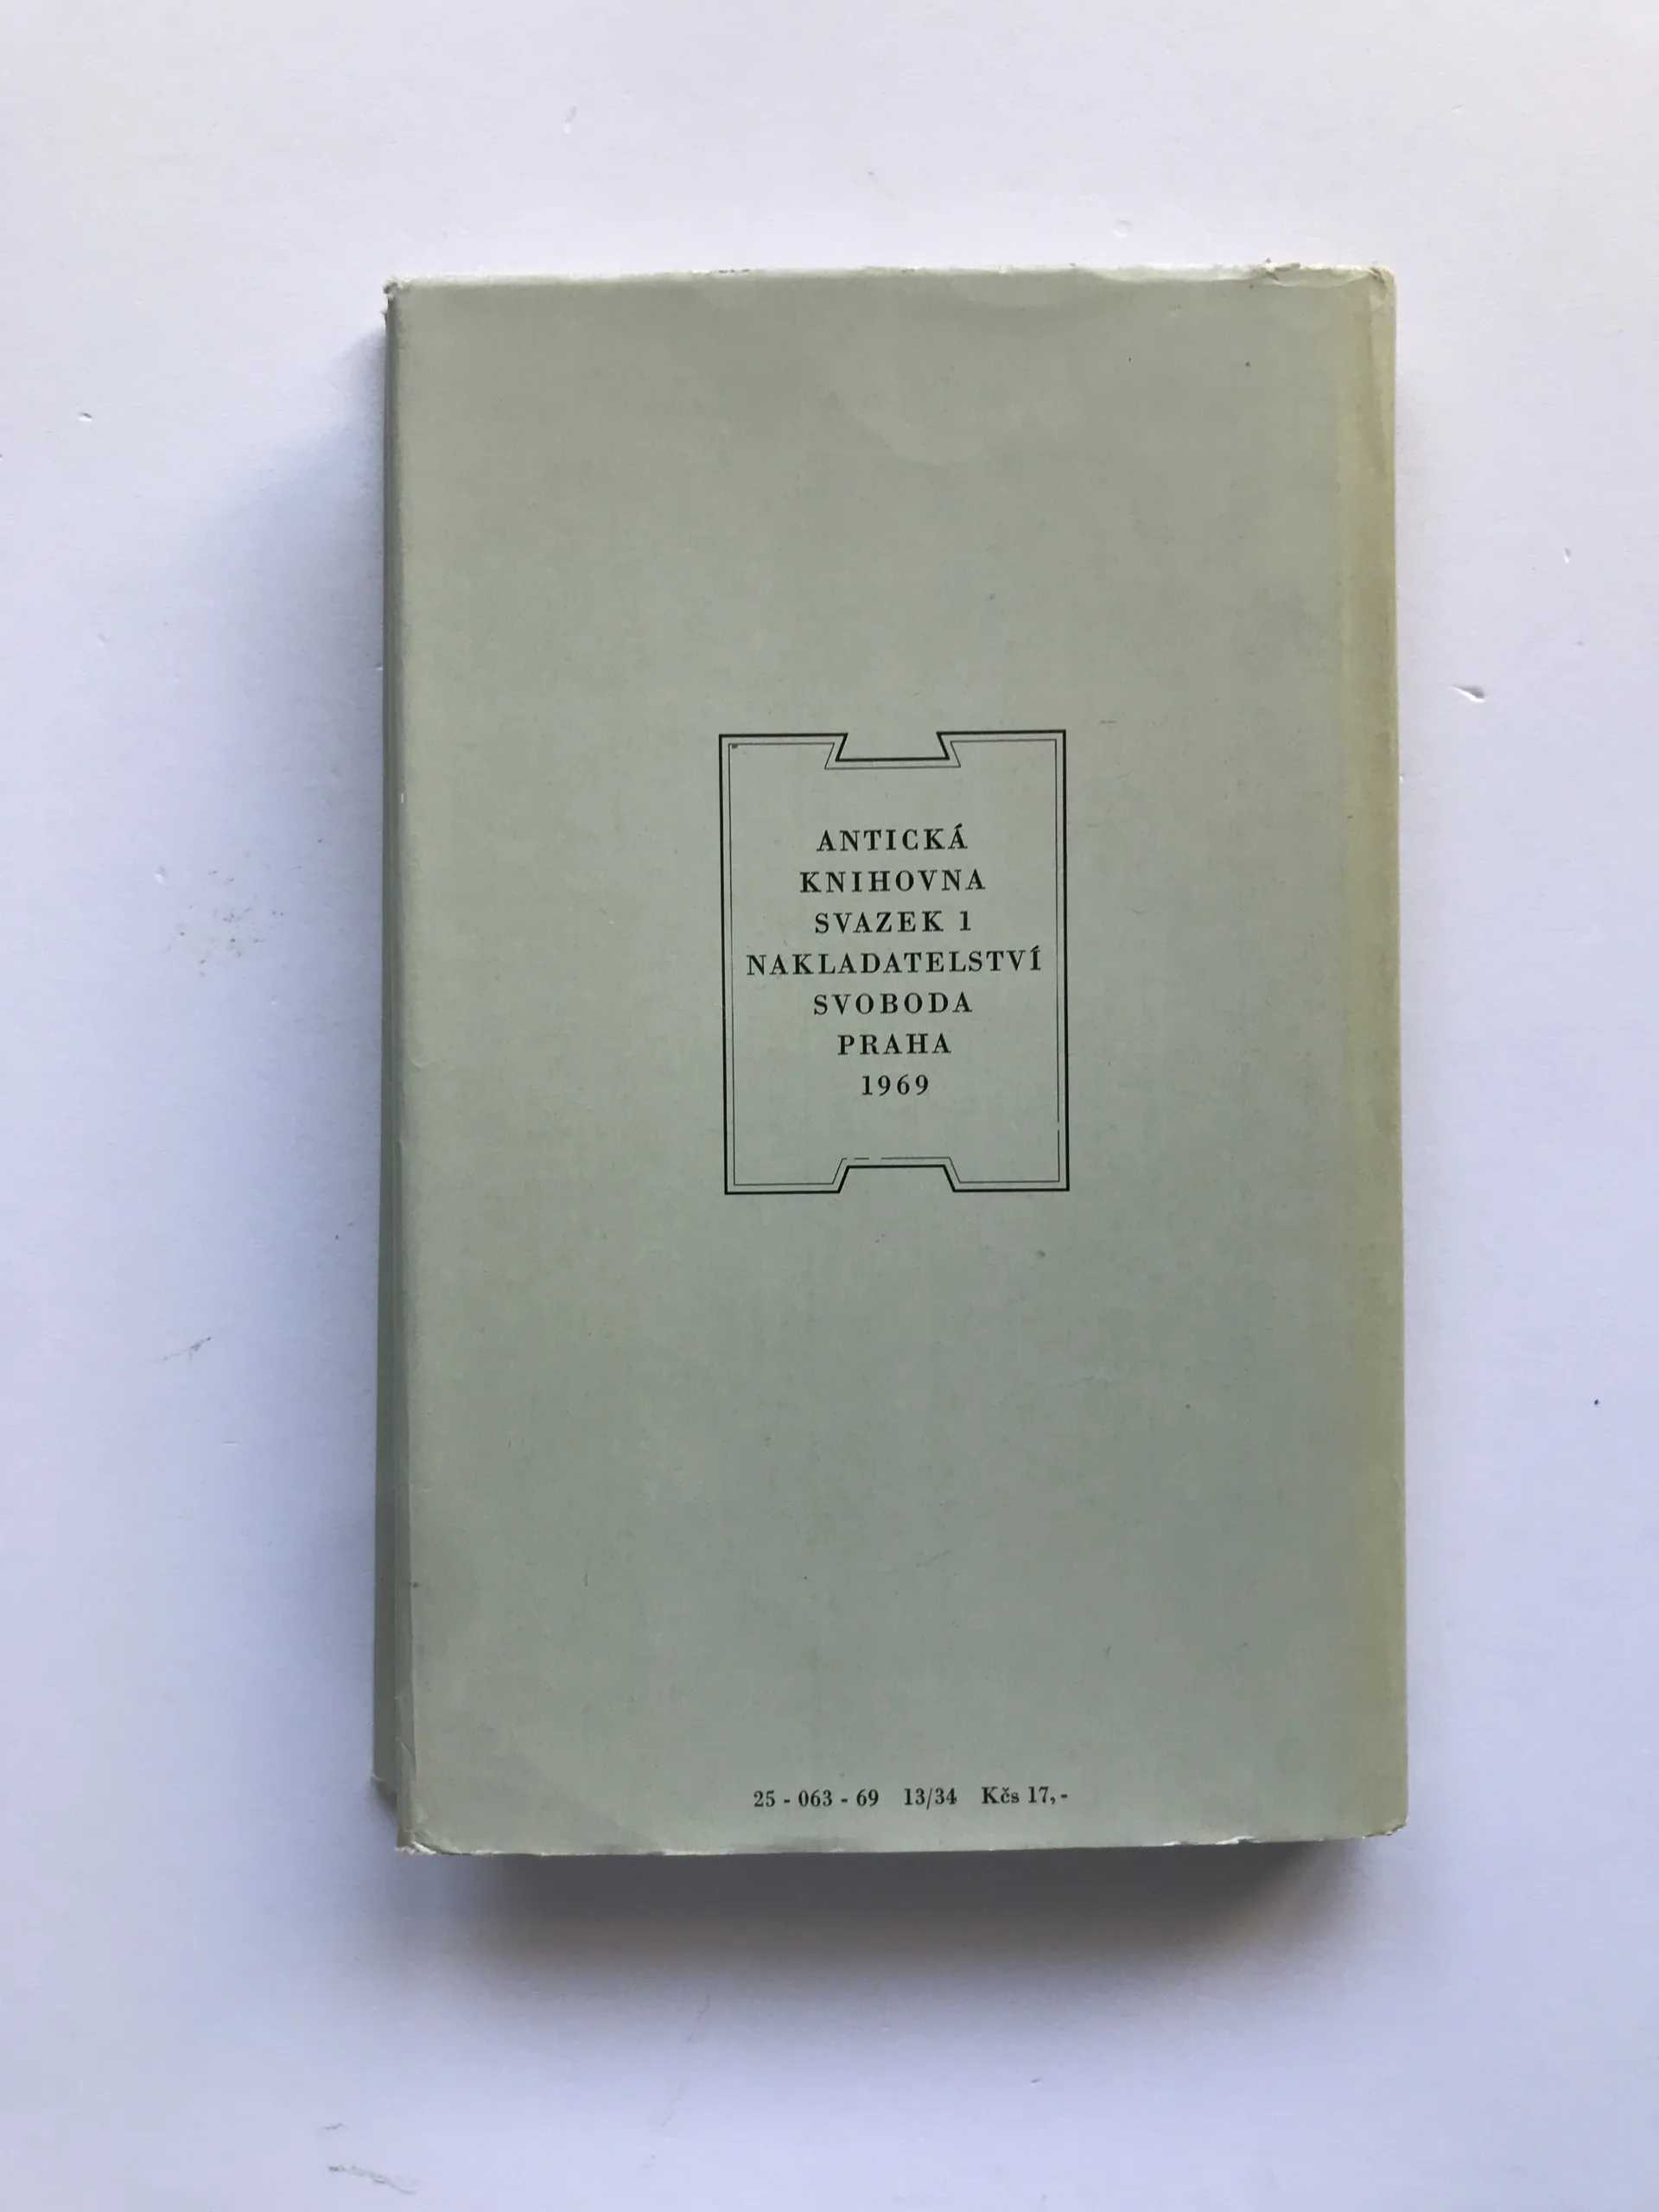 ANTICKÁ
KNIHOVNA
SVAZEK 1
NAKLADATELSTVÍ
SVOBODA
PRAHA
1969
25 - 063 - 69 13/34 Kčs 17,-